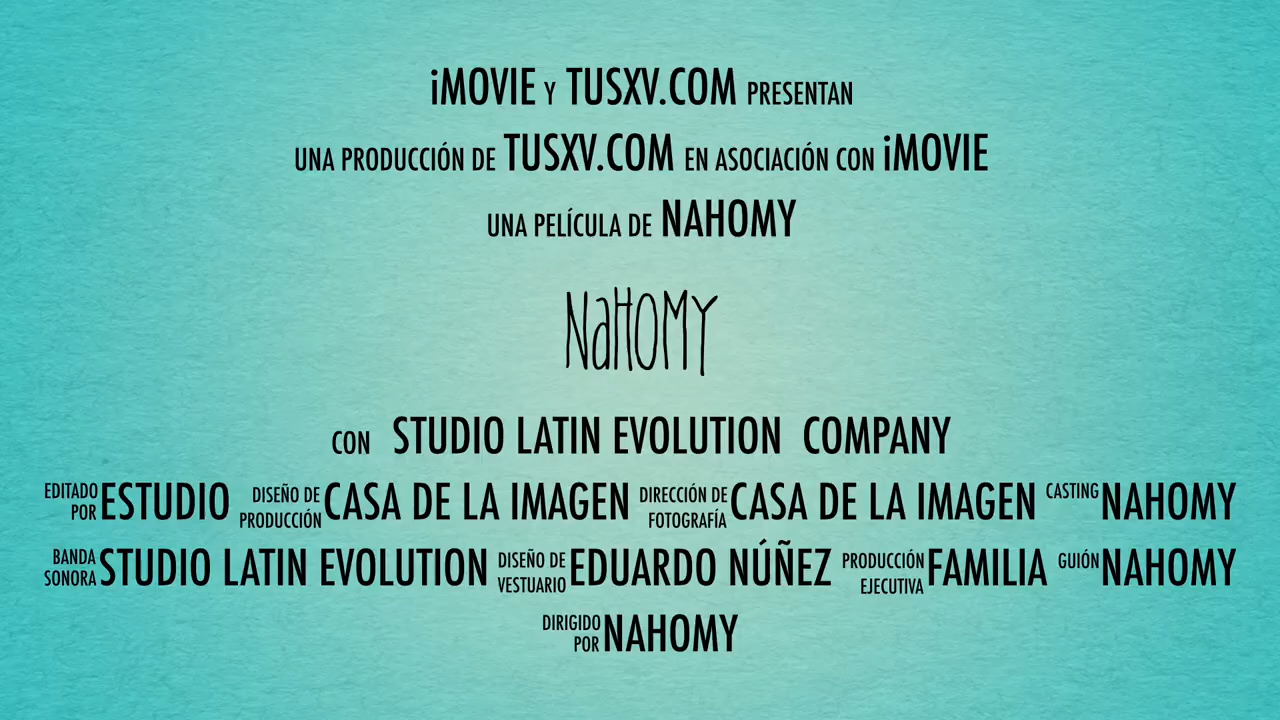 iMOVIE Y TUSXV.COM PRESENTAN
UNA PRODUCCIÓN DE TUSXV.COM EN ASOCIACIÓN CON iMOVIE
UNA PELÍCULA DE NAHOMY
NaHOMY
CON STUDIO LATIN EVOLUTION COMPANY
EDITADO POR ESTUDIO DISEÑO DE PRODUCCIÓN CASA DE LA IMAGEN DIRECCIÓN DE FOTOGRAFÍA CASA DE LA IMAGEN CASTING NAHOMY
BANDA SONORA STUDIO LATIN EVOLUTION DISEÑO DE VESTUARIO EDUARDO NÚÑEZ PRODUCCIÓN EJECUTIVA FAMILIA GUIÓN NAHOMY
DIRIGIDO POR NAHOMY